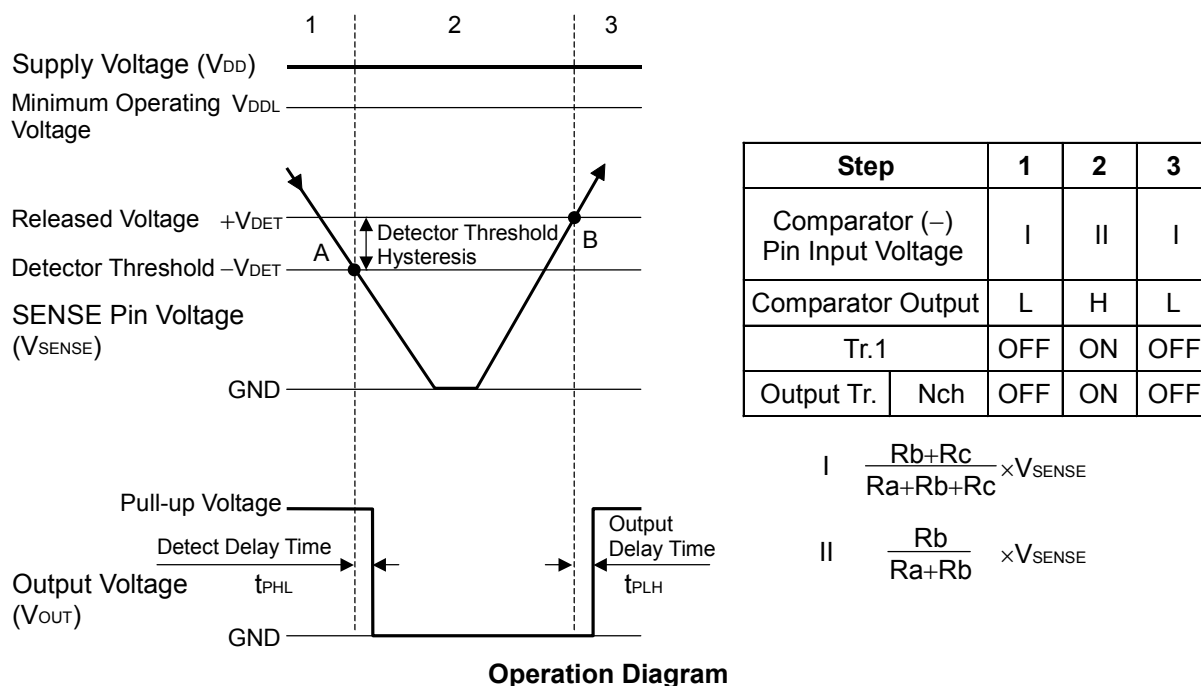 1 2 3
Supply Voltage (VDD)
Minimum Operating VDDL
Voltage
Released Voltage +VDET
Detector Threshold
Hysteresis
A
B
Detector Threshold −VDET
SENSE Pin Voltage
(VSENSE)
GND
Pull-up Voltage
Detect Delay Time
tPHL
Output
Delay Time
tPLH
Output Voltage
(VOUT)
GND
Step 1 2 3
Comparator (−)
Pin Input Voltage
I II I
Comparator Output L H L
Tr.1 OFF ON OFF
Output Tr. Nch OFF ON OFF
I Rb+Rc
Ra+Rb+Rc ×VSENSE
II Rb
Ra+Rb ×VSENSE
Operation Diagram